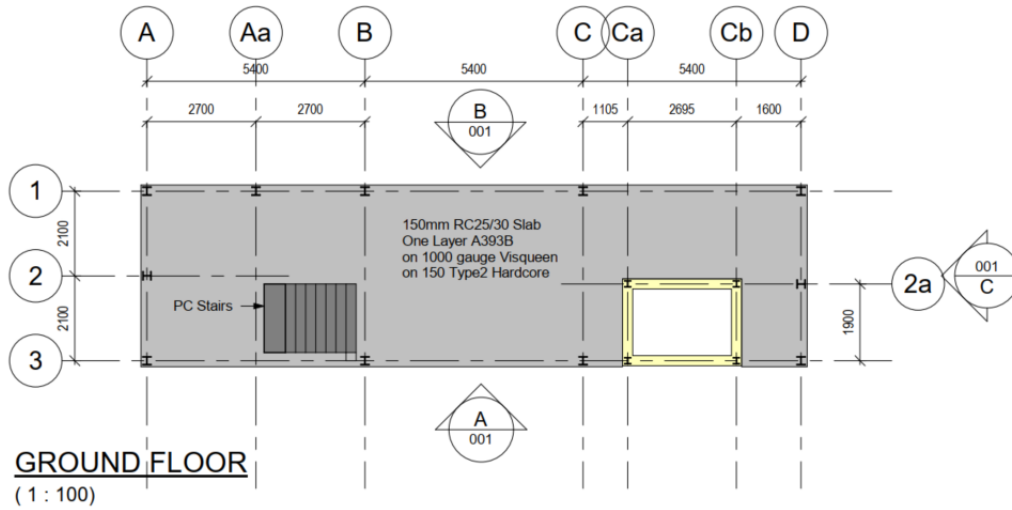 A Aa B C Ca Cb D
5400 5400 5400
2700 2700 1105 2695 1600
B
001
1
2100
150mm RC25/30 Slab
One Layer A393B
on 1000 gauge Visqueen
on 150 Type2 Hardcore
2
2a
001
C
PC Stairs
2100
1900
3
A
001
GROUND FLOOR
( 1 : 100)